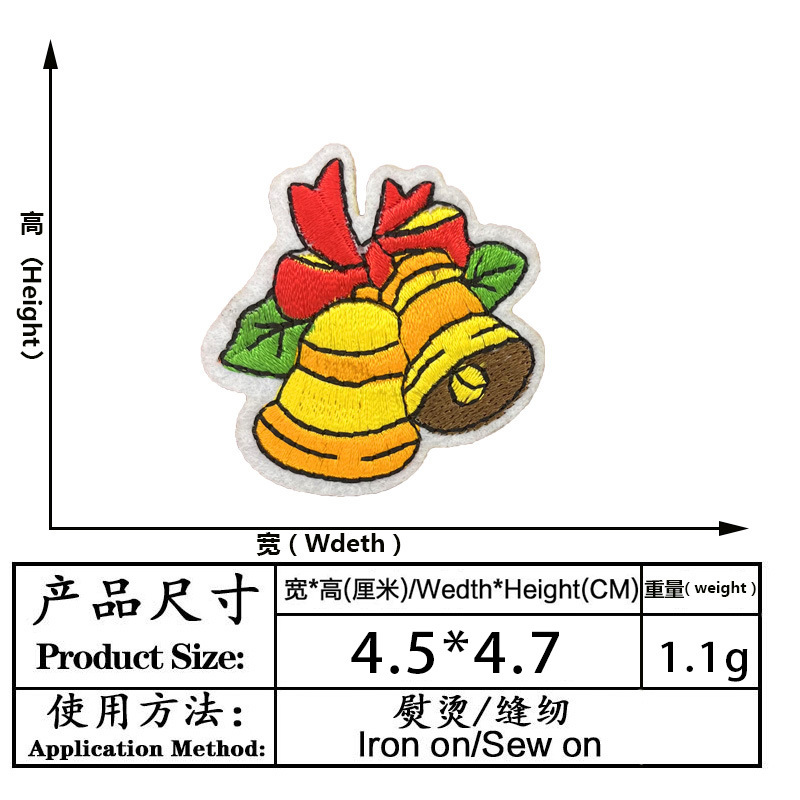 高（Height）
宽（Wdeth）
产品尺寸
Product Size:
宽*高(厘米)/Wedth*Height(CM)
重量( weight )
4.5*4.7
1.1g
使用方法:
Application Method:
熨烫/缝纫
Iron on/Sew on